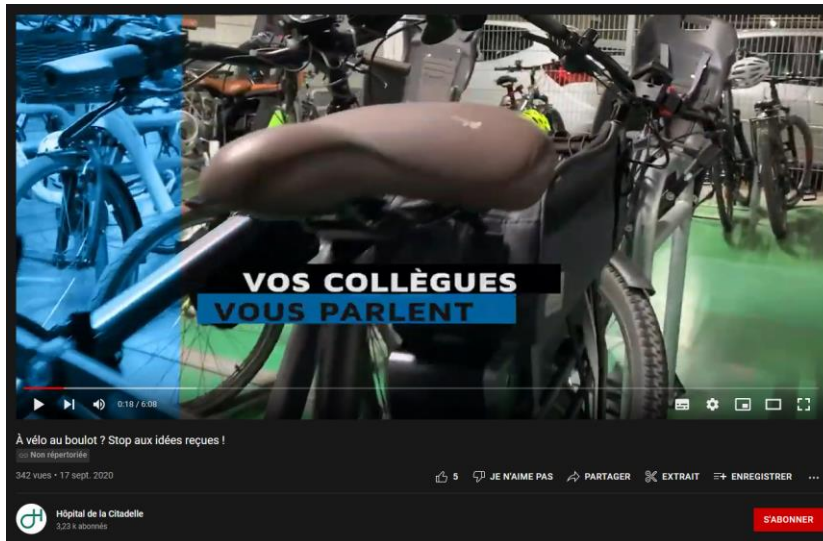 VOS COLLÈGUES
VOUS PARLENT
0:18 / 6:08
À vélo au boulot ? Stop aux idées reçues !
Non répertoriée
342 vues • 17 sept. 2020
5 JE N'AIME PAS PARTAGER EXTRAIT ENREGISTRER ...
Hôpital de la Citadelle
3,23 k abonnés
S'ABONNER